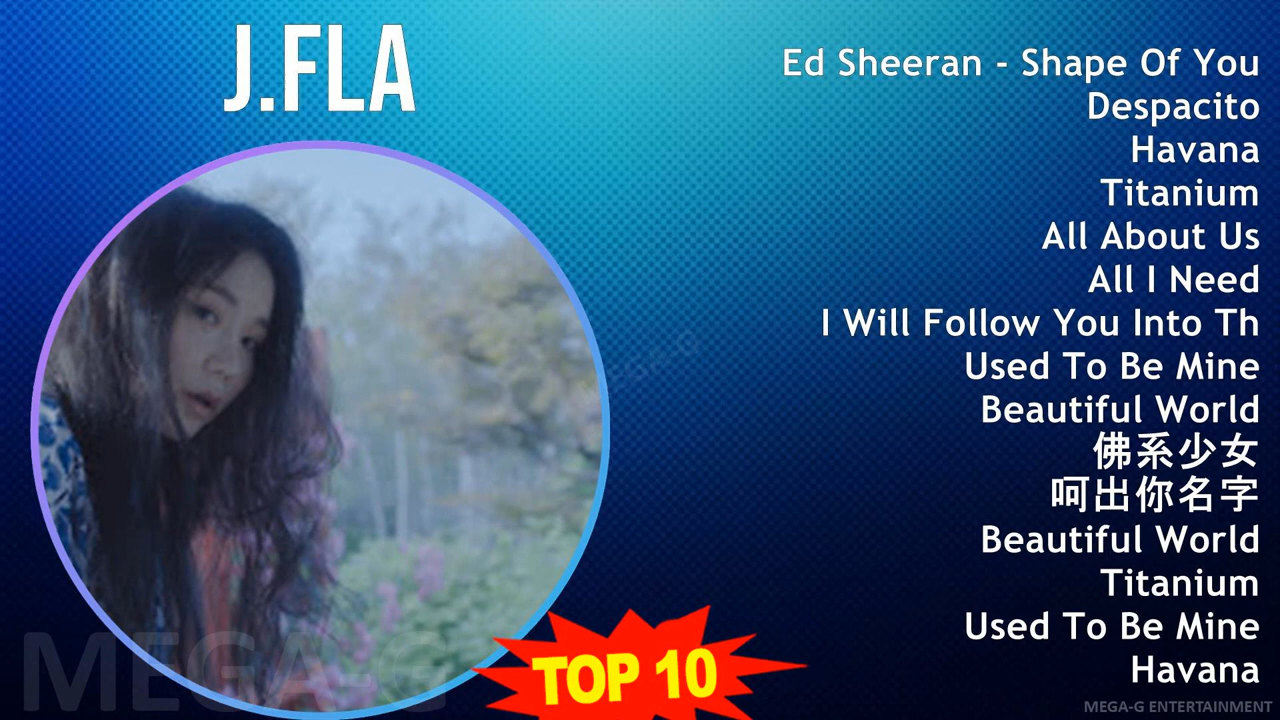 J.FLA
Ed Sheeran - Shape Of You
Despacito
Havana
Titanium
All About Us
All I Need
I Will Follow You Into Th
Used To Be Mine
Beautiful World
佛系少女
呵出你名字
Beautiful World
Titanium
Used To Be Mine
Havana
TOP 10
MEGA-G
MEGA-G ENTERTAINMENT